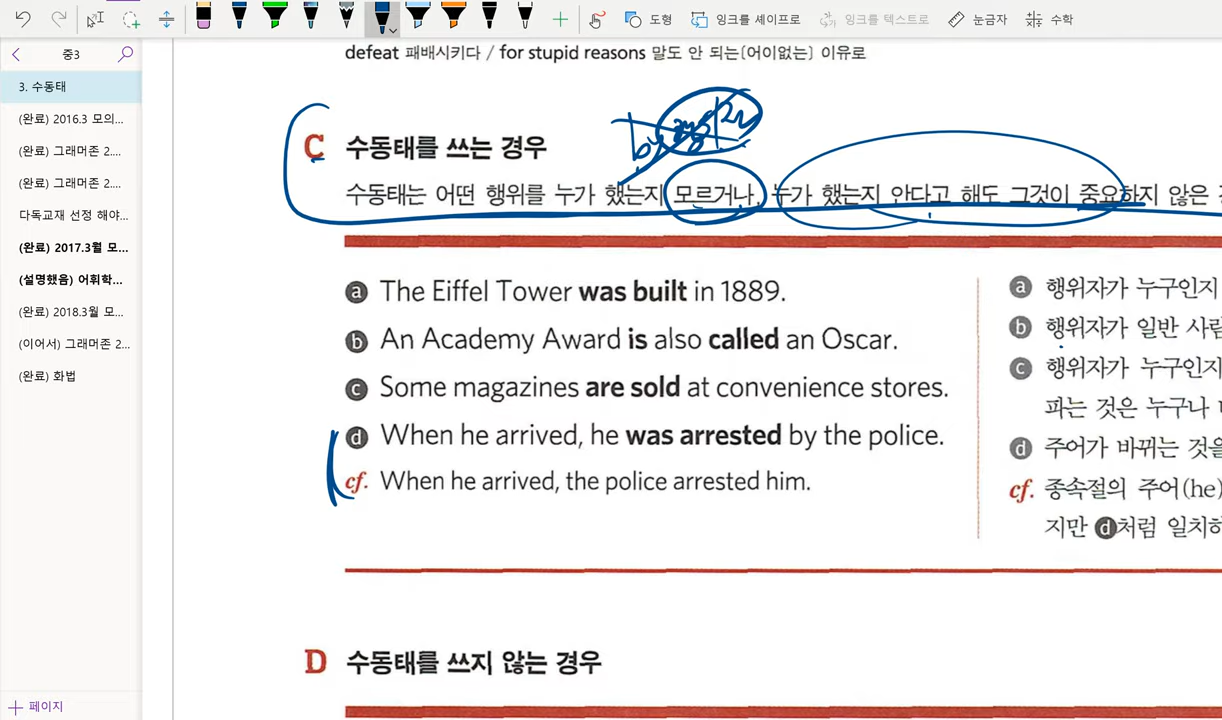 도형
잉크를 셰이프로
잉크를 텍스트로
눈금자
수학
중3
3. 수동태
(완료) 2016.3 모의...
(완료) 그래머존 2....
(완료) 그래머존 2....
다독교재 선정 해야...
(완료) 2017.3월 모...
(설명했음) 어휘학...
(완료) 2018.3월 모...
(이어서) 그래머존 2...
(완료) 화법
페이지
defeat 패배시키다 / for stupid reasons 말도 안 되는(어이없는) 이유로
by
C 수동태를 쓰는 경우
수동태는 어떤 행위를 누가 했는지 모르거나, 누가 했는지 안다고 해도 그것이 중요하지 않은
a The Eiffel Tower was built in 1889.
b An Academy Award is also called an Oscar.
c Some magazines are sold at convenience stores.
d When he arrived, he was arrested by the police.
cf. When he arrived, the police arrested him.
a 행위자가 누구인지
b 행위자가 일반 사람
c 행위자가 누구인지
파는 것은 누구나
d 주어가 바뀌는 것을
cf. 종속절의 주어(he)
지만 d처럼 일치하
D 수동태를 쓰지 않는 경우